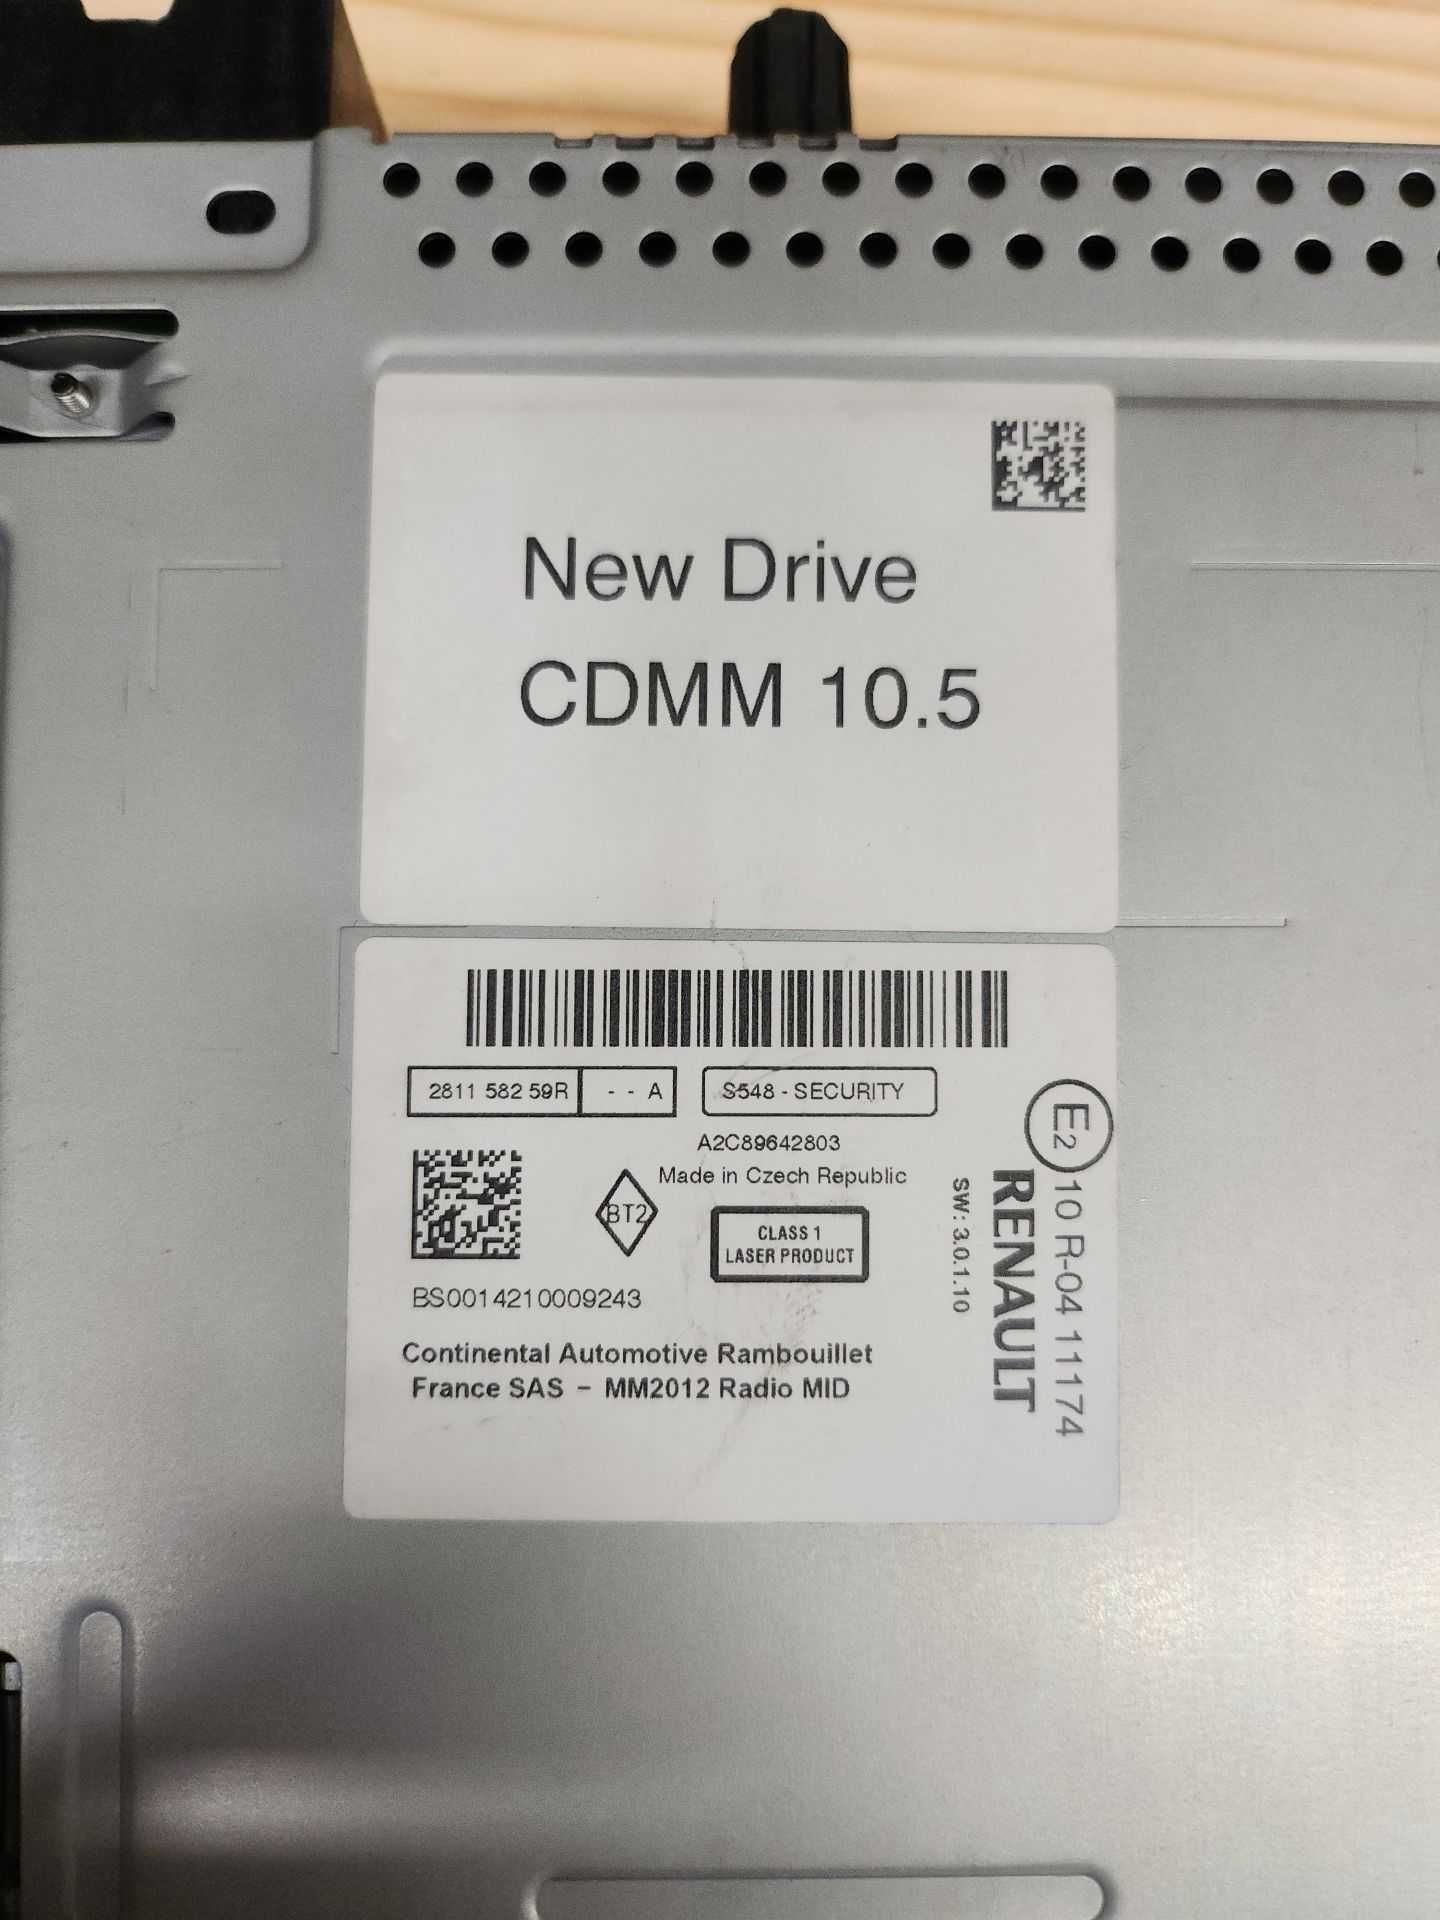 New Drive
CDMM 10.5
2811 582 59R - - A S548 - SECURITY
A2C89642803
Made in Czech Republic
BT2
CLASS 1
LASER PRODUCT
BS0014210009243
Continental Automotive Rambouillet
France SAS – MM2012 Radio MID
SW: 3.0.1.10
RENAULT
E2 10 R-04 11174